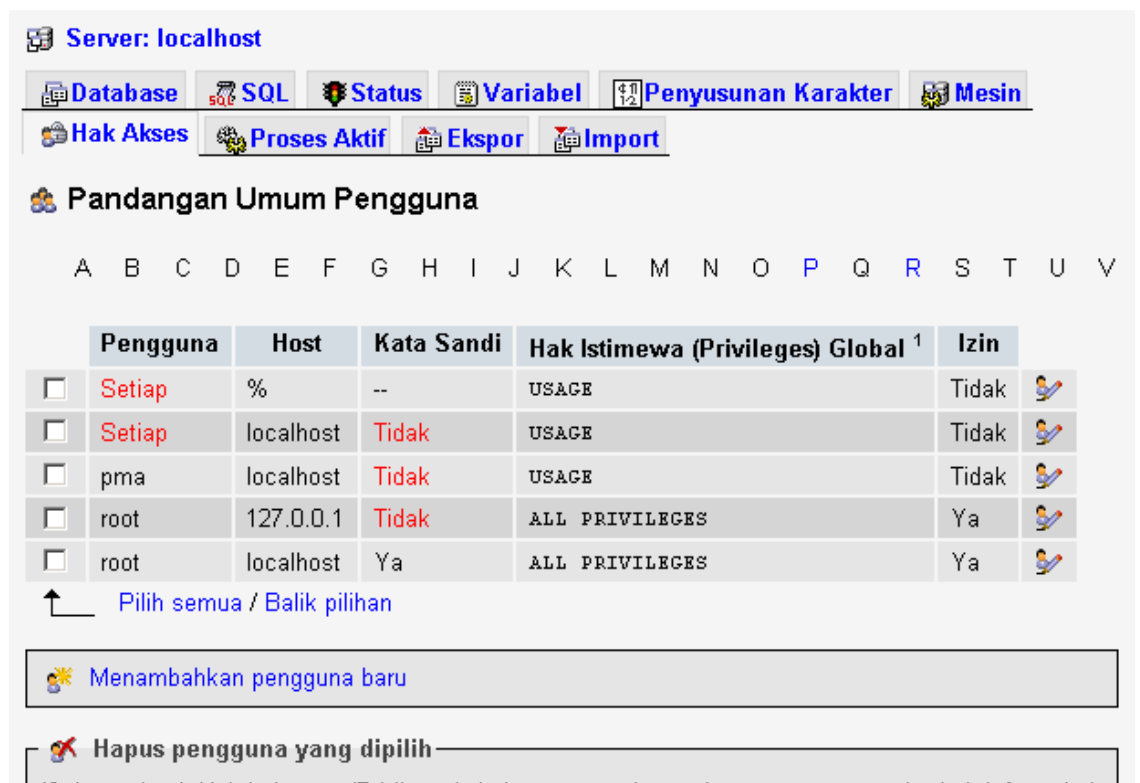 Server: localhost
Database SQL Status Variabel Penyusunan Karakter Mesin
Hak Akses Proses Aktif Ekspor Import
Pandangan Umum Pengguna
A B C D E F G H I J K L M N O P Q R S T U V
Pengguna Host Kata Sandi Hak Istimewa (Privileges) Global 1 Izin
Setiap % -- USAGE Tidak
Setiap localhost Tidak USAGE Tidak
pma localhost Tidak USAGE Tidak
root 127.0.0.1 Tidak ALL PRIVILEGES Ya
root localhost Ya ALL PRIVILEGES Ya
Pilih semua / Balik pilihan
Menambahkan pengguna baru
Hapus pengguna yang dipilih